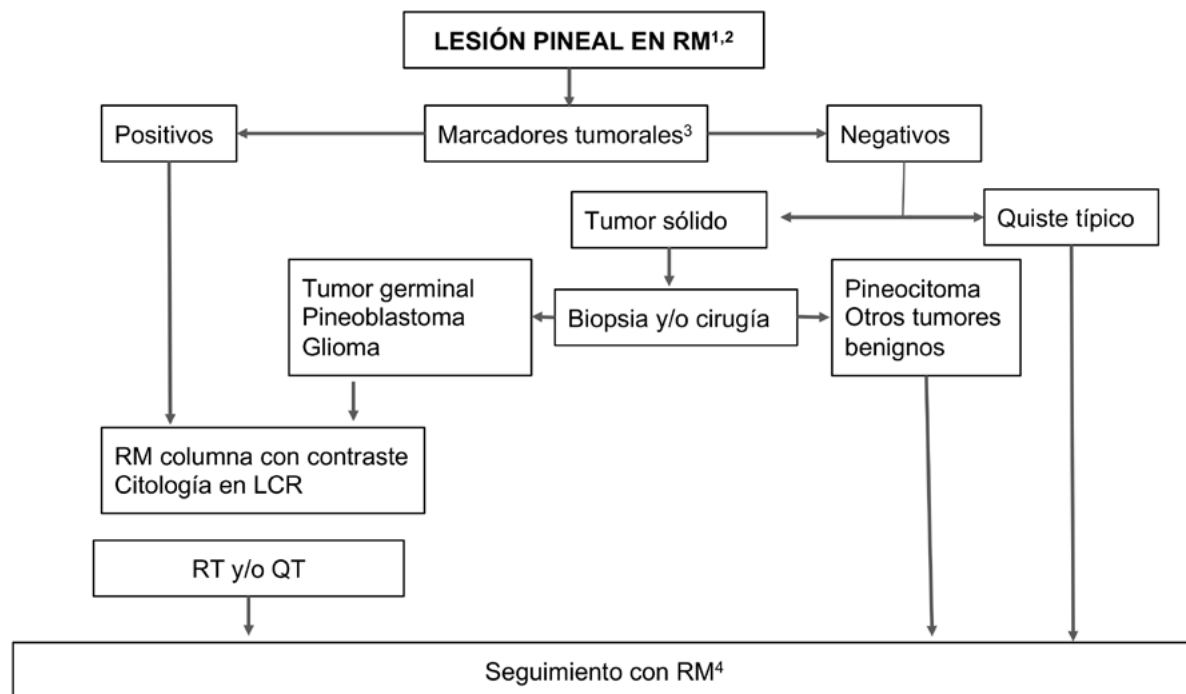 LESIÓN PINEAL EN RM¹,²
Positivos
Marcadores tumorales³
Negativos
Tumor sólido
Quiste típico
Tumor germinal
Pineoblastoma
Glioma
Biopsia y/o cirugía
Pineocitoma
Otros tumores
benignos
RM columna con contraste
Citología en LCR
RT y/o QT
Seguimiento con RM⁴